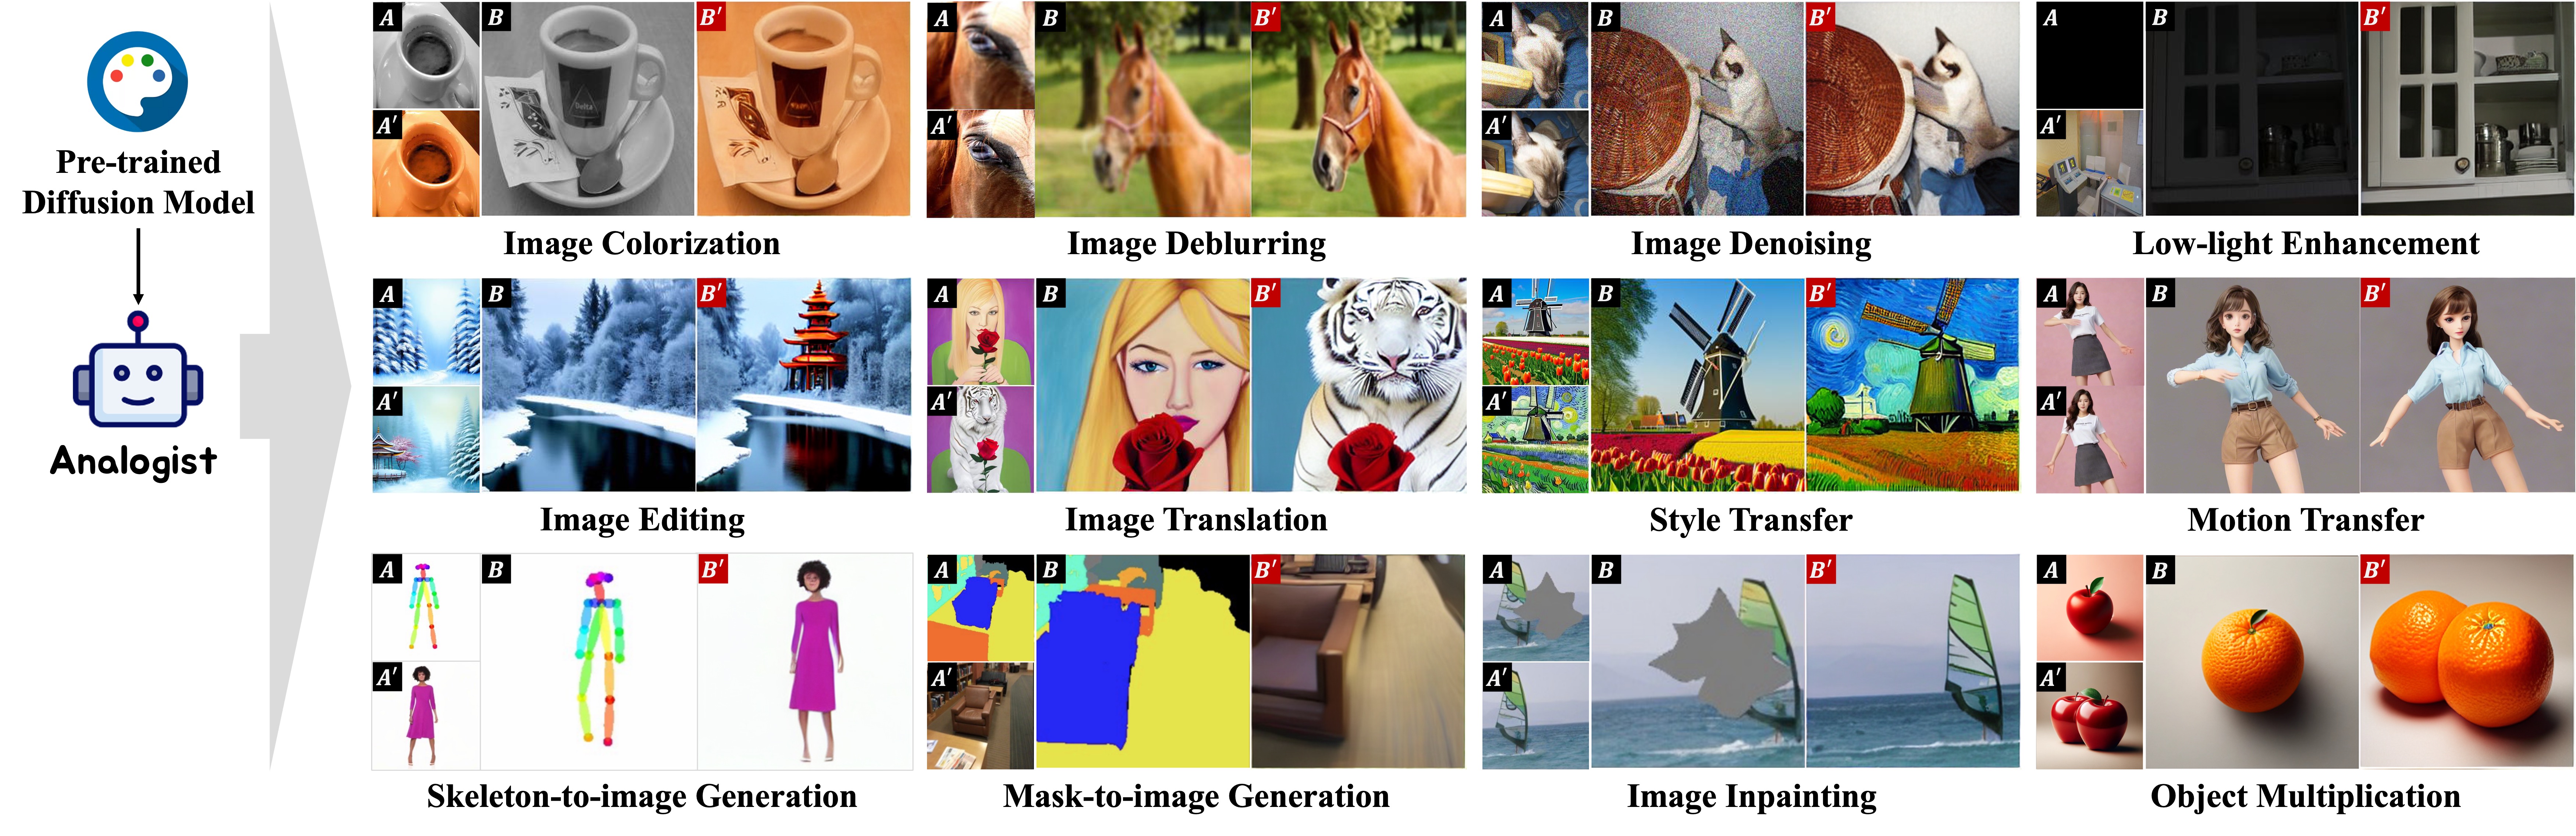 Pre-trained
Diffusion Model
Analogist
A
A′
B
Delta
B′
Image Colorization
A
A′
B
B′
Image Deblurring
A
A′
B
B′
Image Denoising
A
A′
B
B′
Low-light Enhancement
A
A′
B
B′
Image Editing
A
A′
B
B′
Image Translation
A
A′
B
B′
Style Transfer
A
A′
B
B′
Motion Transfer
A
A′
B
B′
Skeleton-to-image Generation
A
A′
B
B′
Mask-to-image Generation
A
A′
B
B′
Image Inpainting
A
A′
B
B′
Object Multiplication